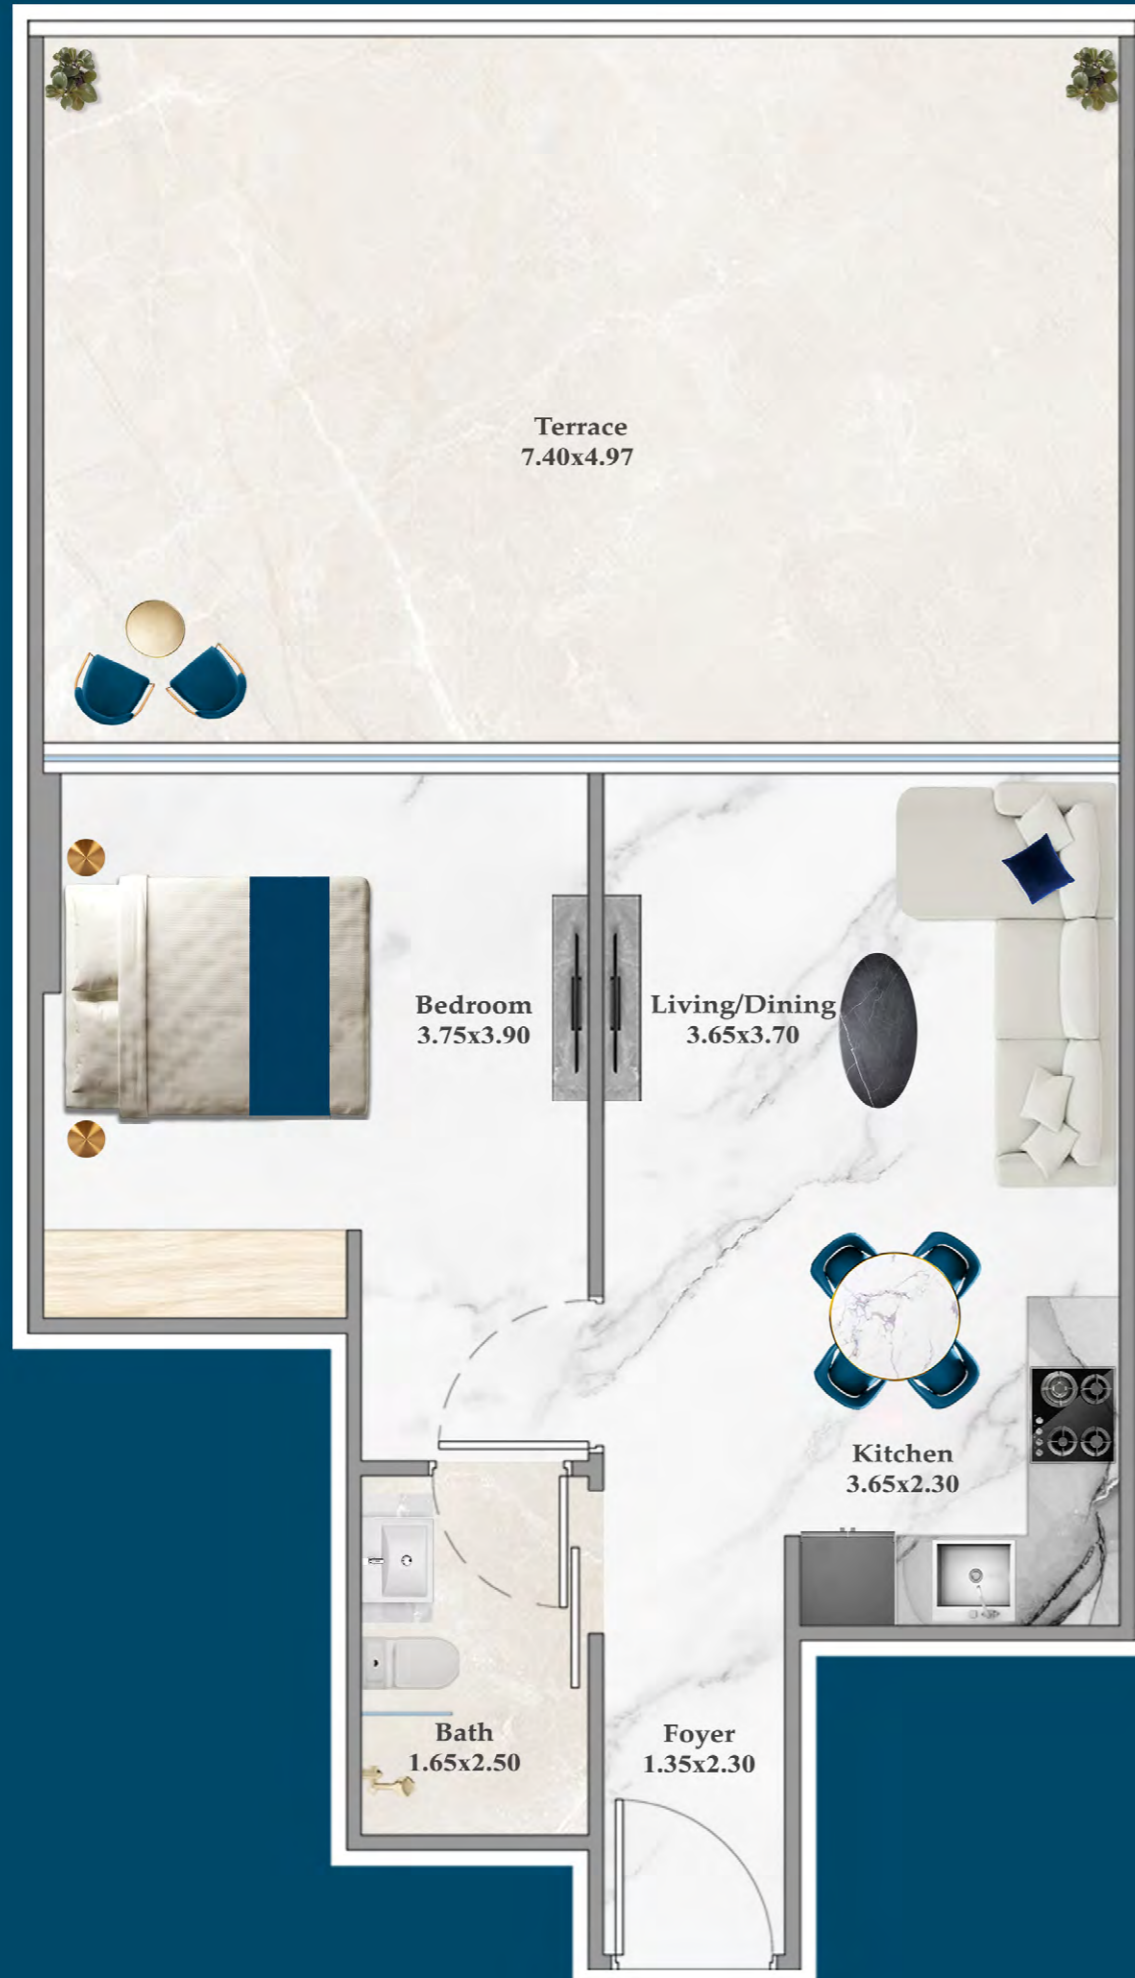 Terrace
7.40x4.97
Bedroom
3.75x3.90
Living/Dining
3.65x3.70
Kitchen
3.65x2.30
Bath
1.65x2.50
Foyer
1.35x2.30